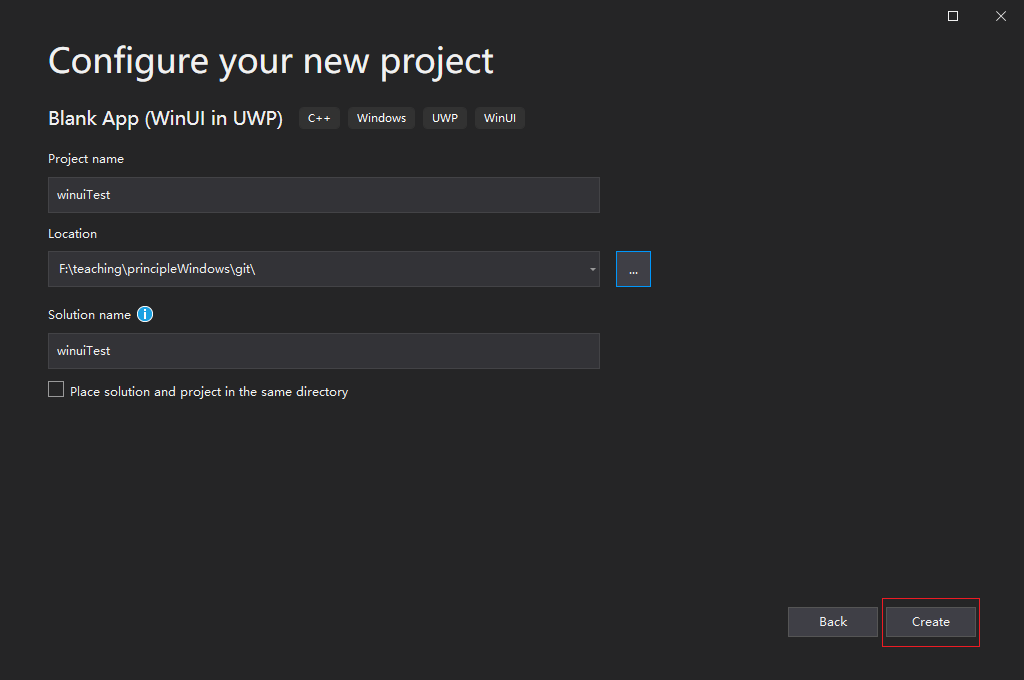 Configure your new project
Blank App (WinUI in UWP) C++ Windows UWP WinUI
Project name
winuiTest
Location
F:\teaching\principleWindows\git\
...
Solution name
winuiTest
Place solution and project in the same directory
Back Create